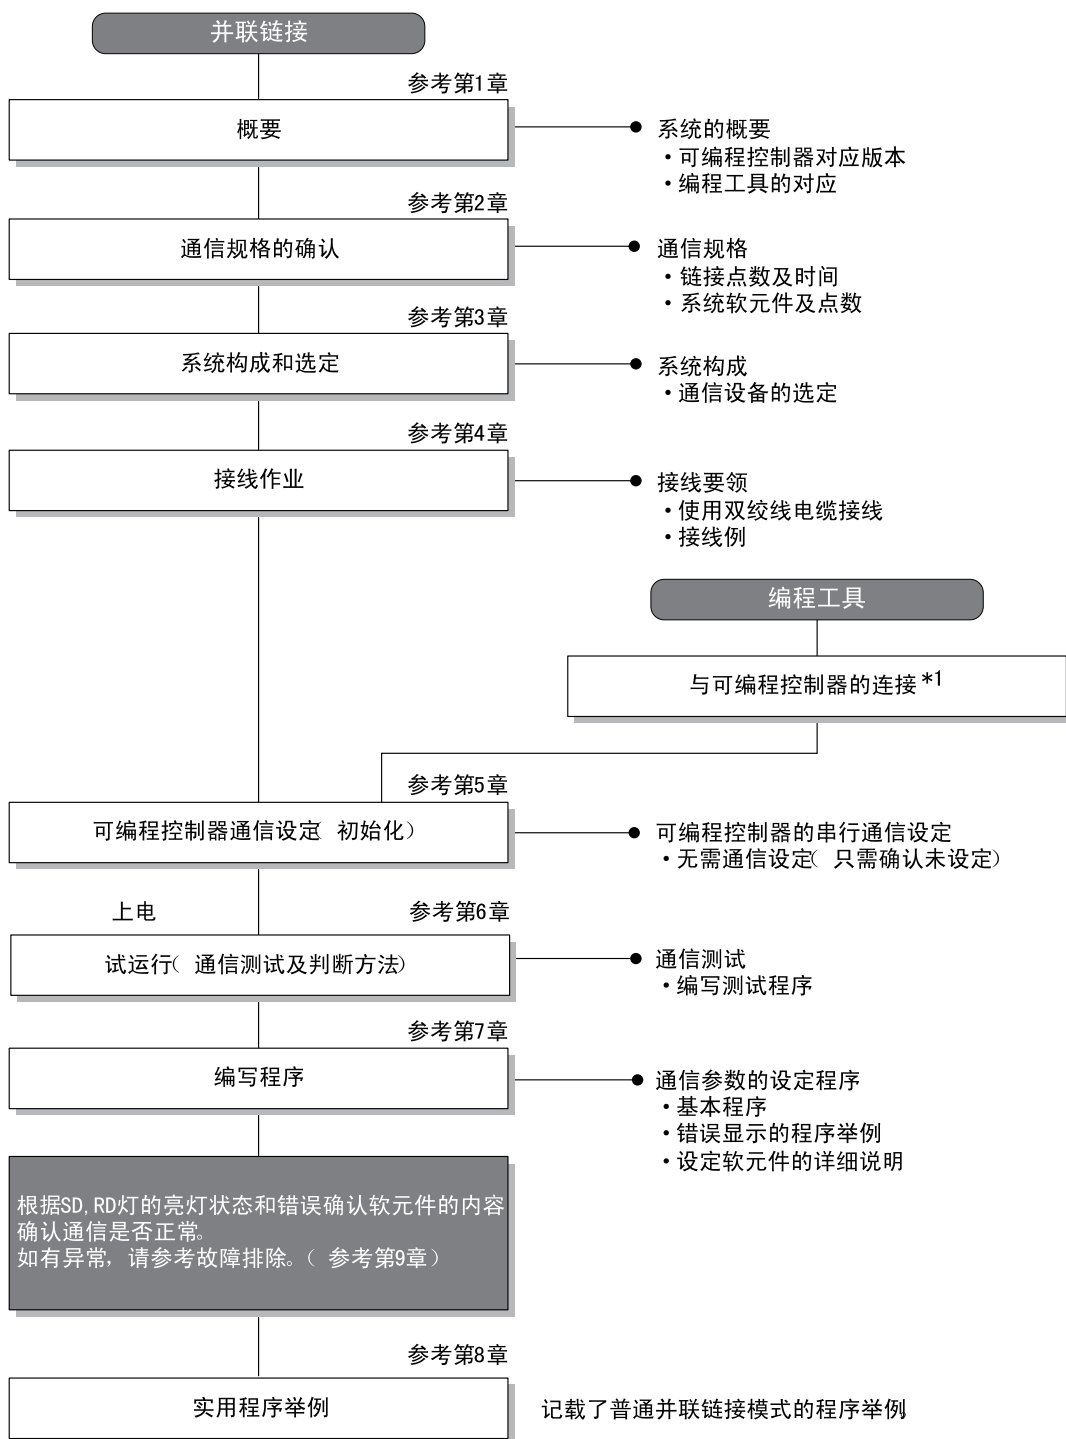 并联链接
参考第1章
概要
系统的概要
・可编程控制器对应版本
・编程工具的对应
参考第2章
通信规格的确认
通信规格
・链接点数及时间
・系统软元件及点数
参考第3章
系统构成和选定
系统构成
・通信设备的选定
参考第4章
接线作业
接线要领
・使用双绞线电缆接线
・接线例
编程工具
与可编程控制器的连接*1
参考第5章
可编程控制器通信设定(初始化)
可编程控制器的串行通信设定
・无需通信设定(只需确认未设定)
上电
参考第6章
试运行(通信测试及判断方法)
通信测试
・编写测试程序
参考第7章
编写程序
通信参数的设定程序
・基本程序
・错误显示的程序举例
・设定软元件的详细说明
根据SD,RD灯的亮灯状态和错误确认软元件的内容
确认通信是否正常。
如有异常，请参考故障排除。(参考第9章)
参考第8章
实用程序举例
记载了普通并联链接模式的程序举例